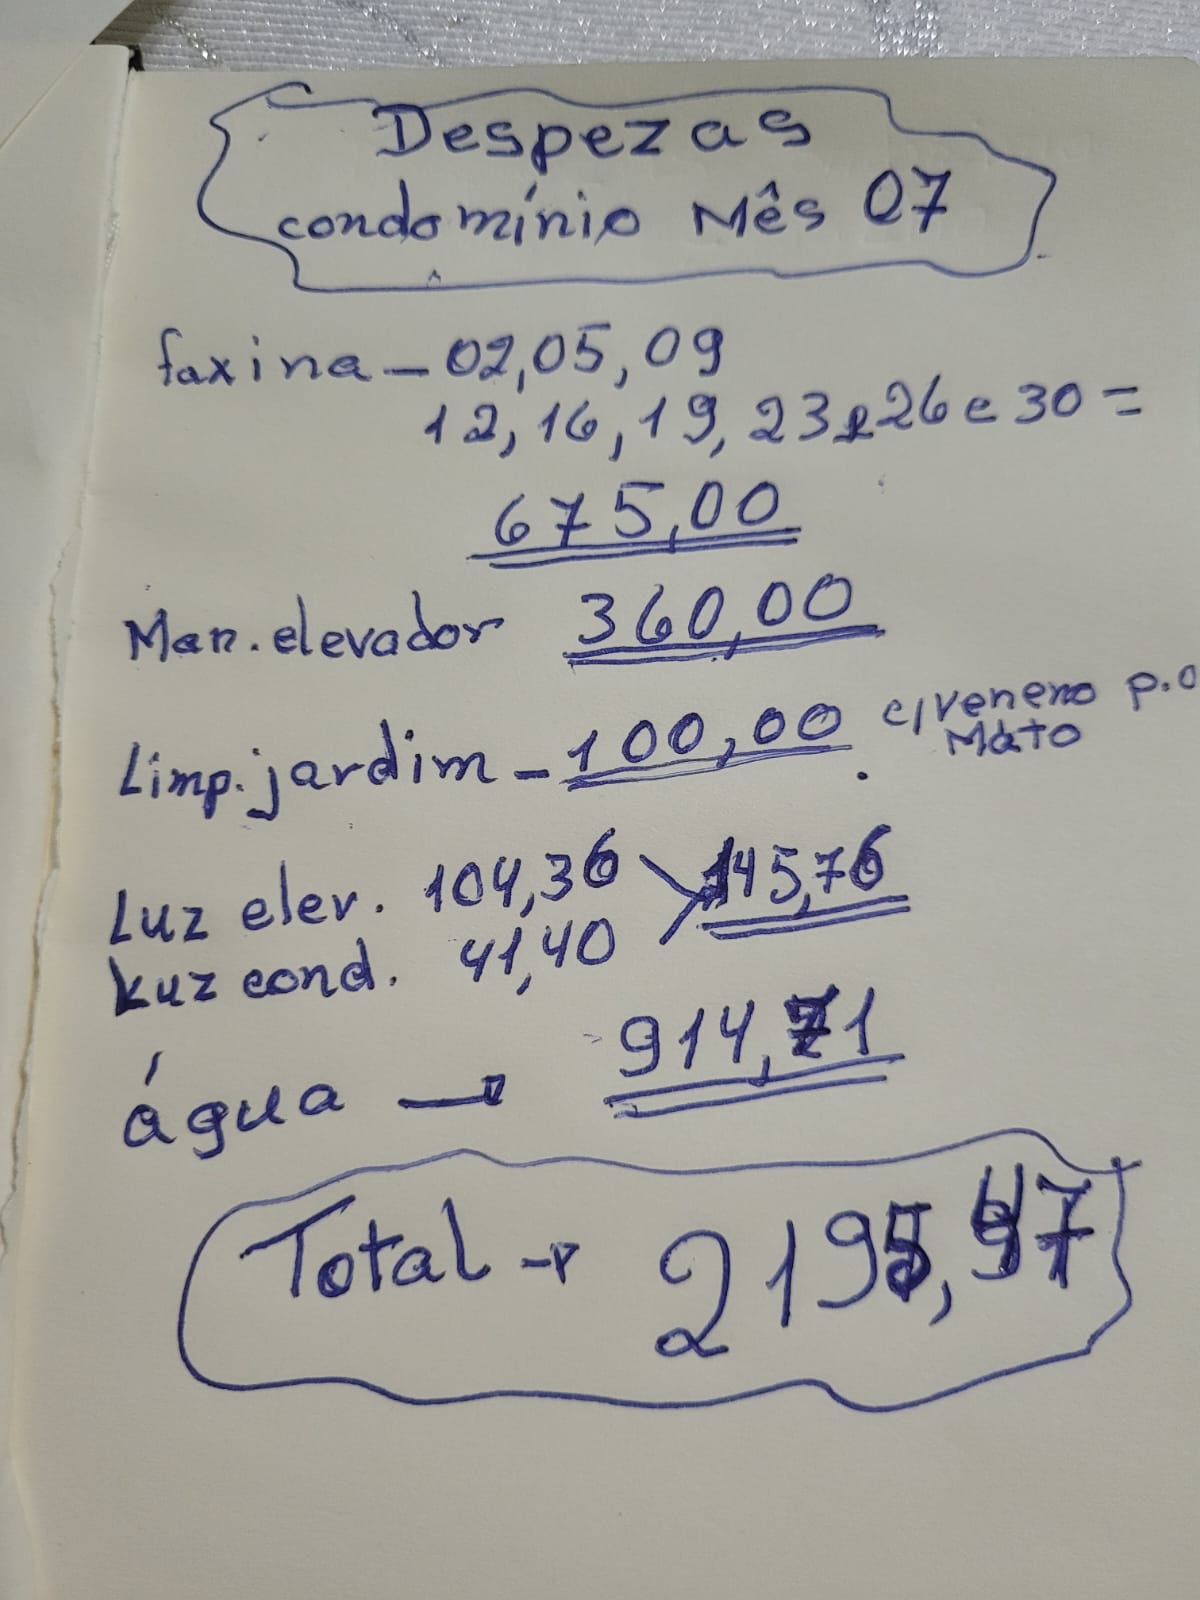 Despezas
condomínio Mês 07
faxina - 02,05,09
12, 16, 19, 23 e 26 e 30 =
675,00
Man. elevador 360,00
Limp. jardim - 100,00 c/veneno p.o
Mato
Luz elev. 104,36 145,76
Luz cond. 41,40
água → 914,71
Total → 2195,47